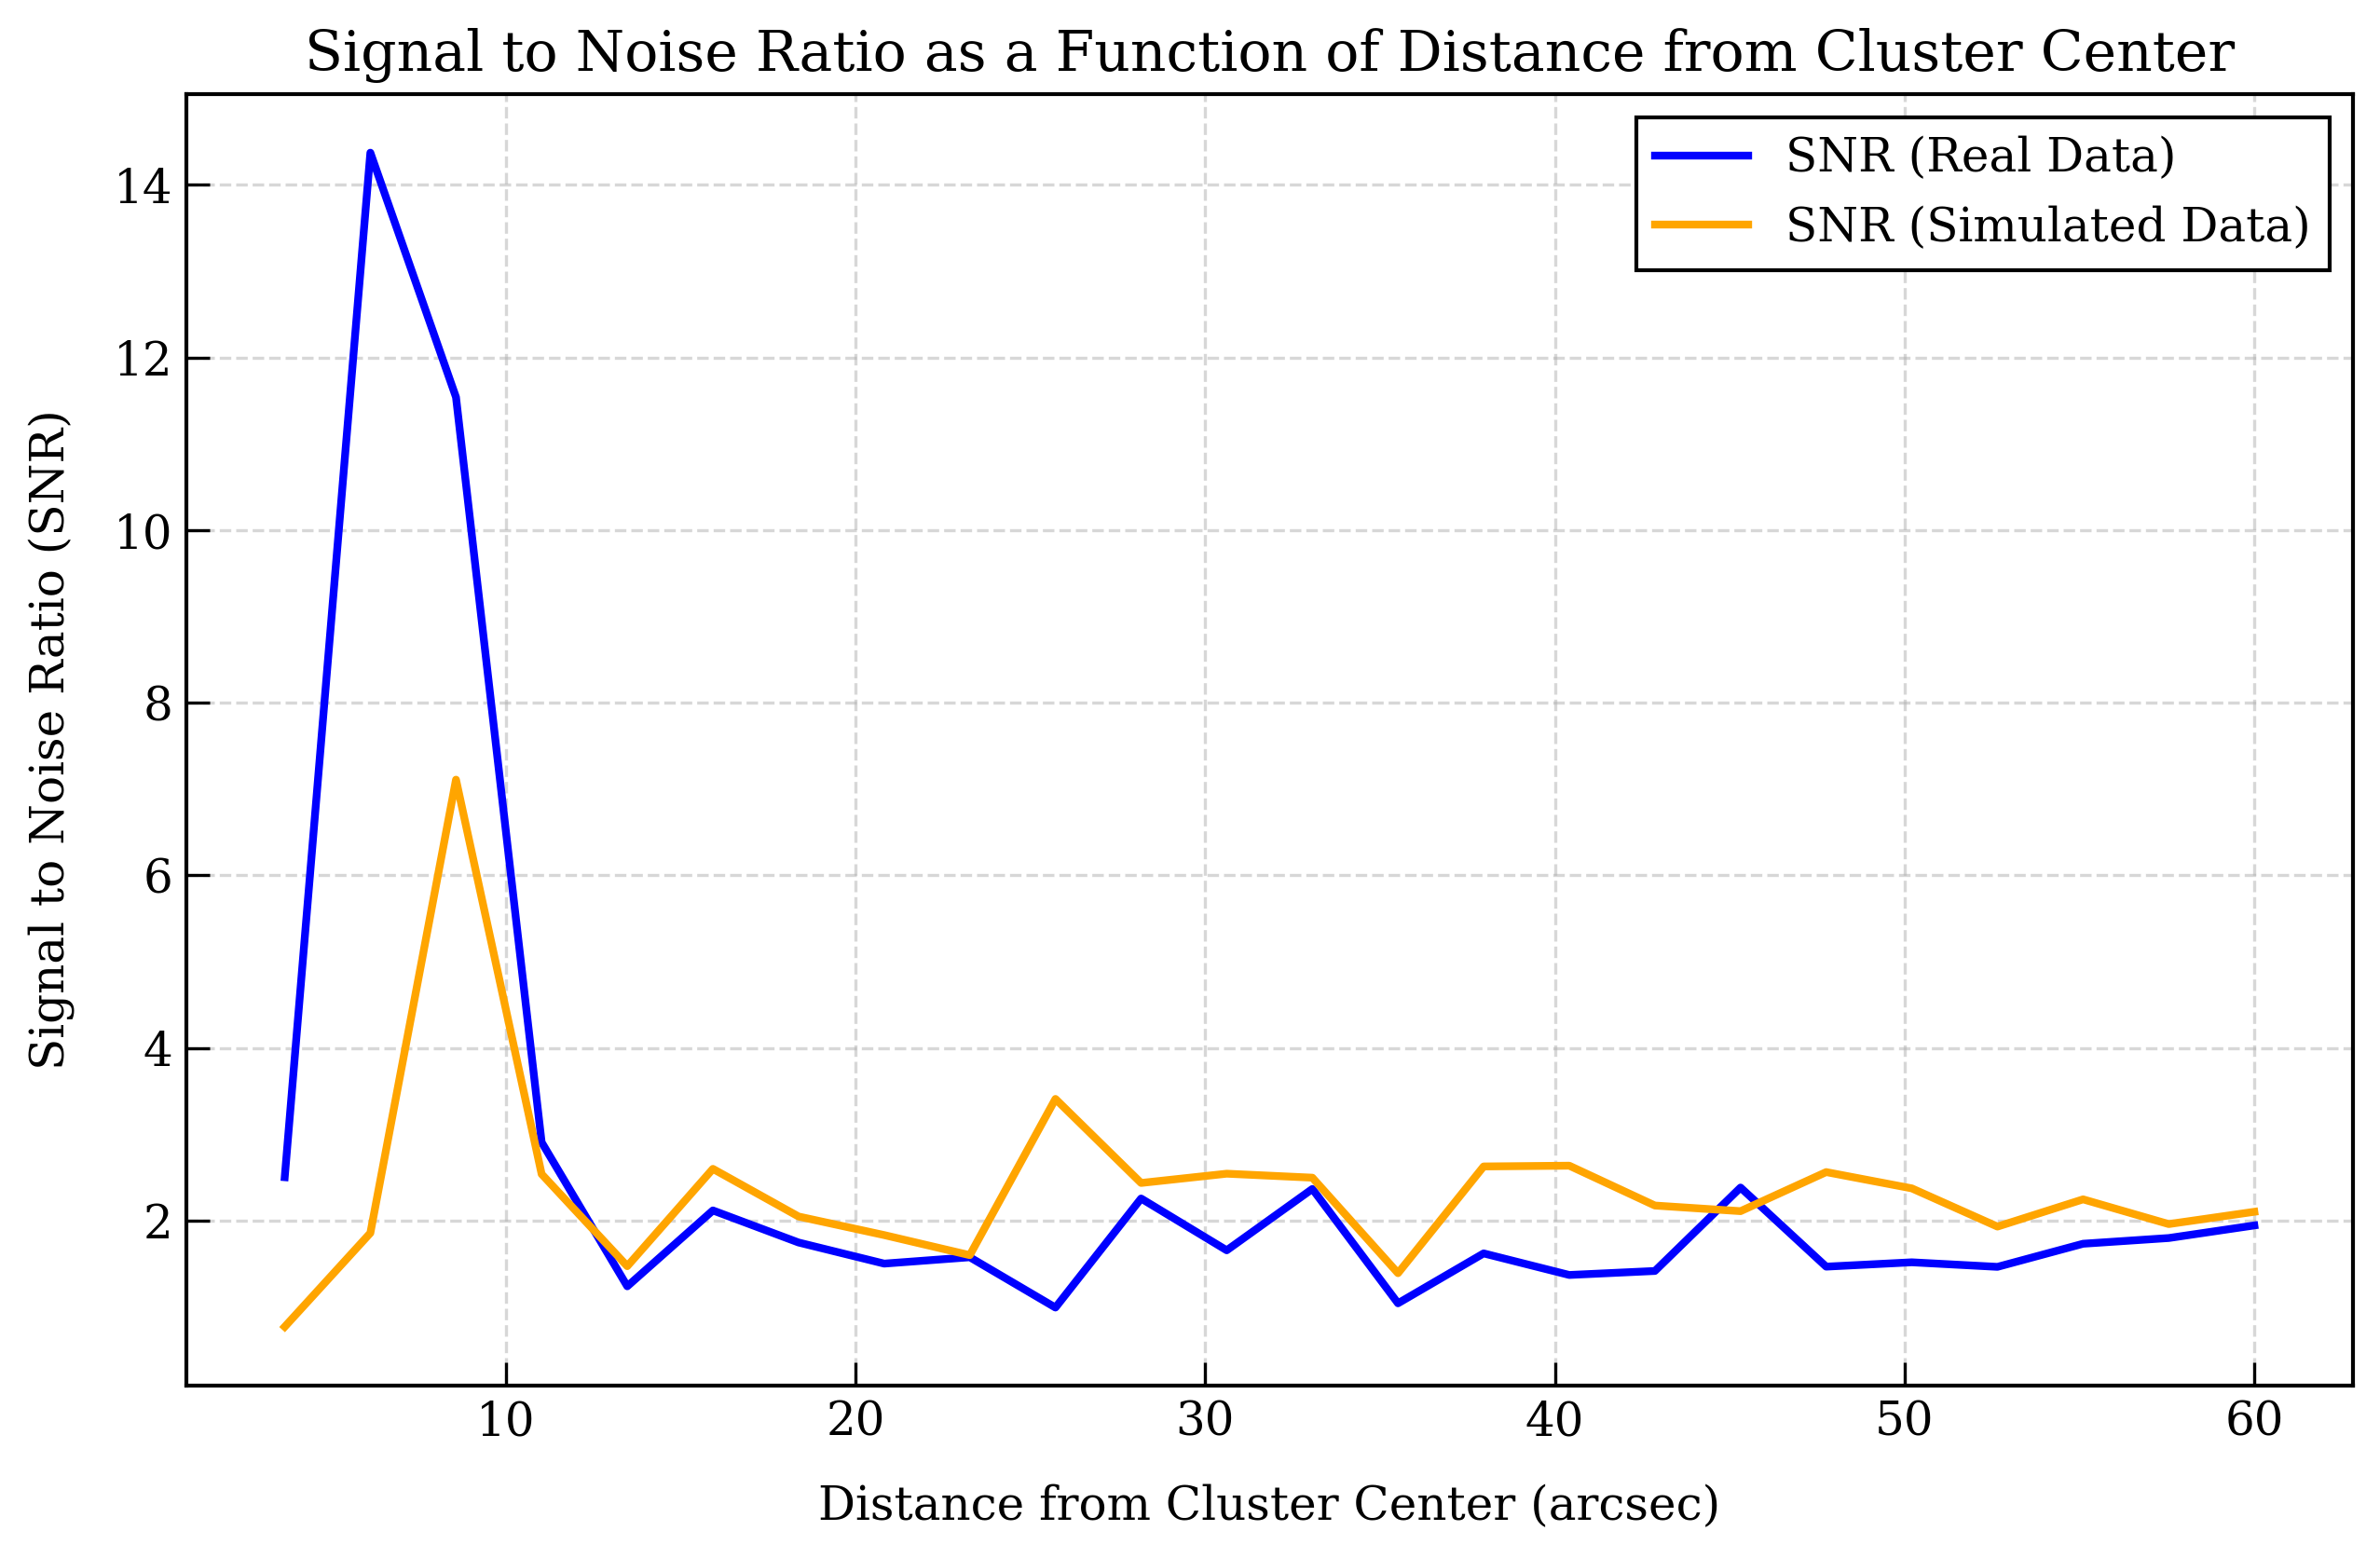 Signal to Noise Ratio as a Function of Distance from Cluster Center
SNR (Real Data)
SNR (Simulated Data)
Signal to Noise Ratio (SNR)
14
12
10
8
6
4
2
10 20 30 40 50 60
Distance from Cluster Center (arcsec)